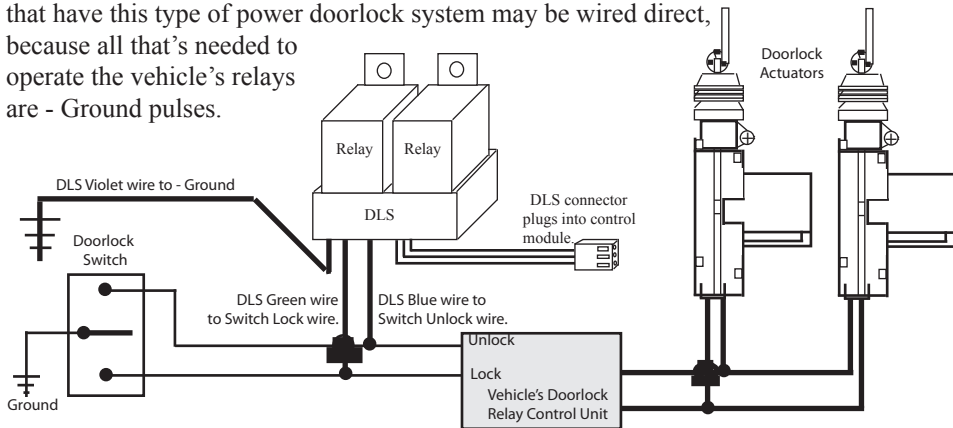 that have this type of power doorlock system may be wired direct,
because all that's needed to
operate the vehicle's relays
are - Ground pulses.
Doorlock
Actuators
Relay
Relay
DLS Violet wire to - Ground
DLS
DLS connector
plugs into control
module.
Doorlock
Switch
DLS Green wire
to Switch Lock wire.
DLS Blue wire to
Switch Unlock wire.
Unlock
Lock
Vehicle's Doorlock
Relay Control Unit
Ground